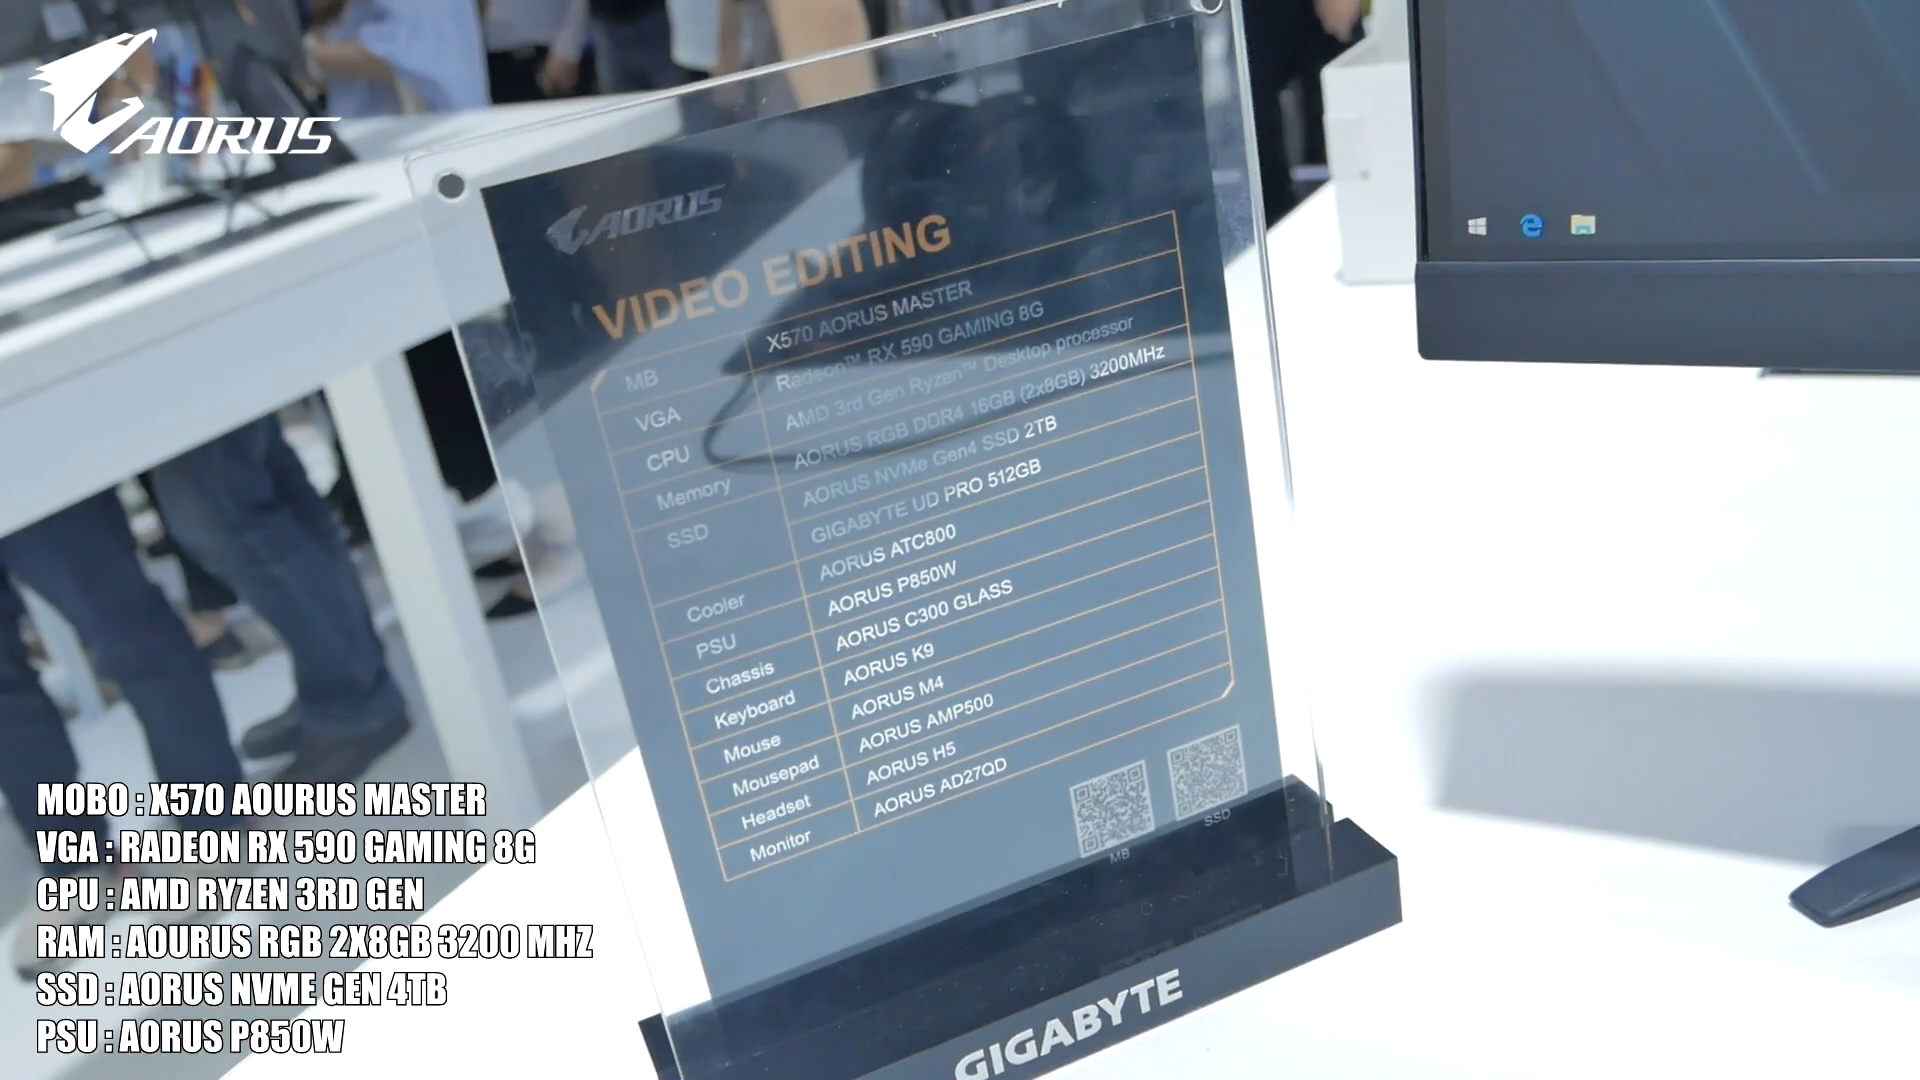 AORUS
AORUS
VIDEO EDITING
MB X570 AORUS MASTER
VGA Radeon™ RX 590 GAMING 8G
CPU AMD 3rd Gen Ryzen™ Desktop processor
Memory AORUS RGB DDR4 16GB (2x8GB) 3200MHz
SSD AORUS NVMe Gen4 SSD 2TB
GIGABYTE UD PRO 512GB
Cooler AORUS ATC800
PSU AORUS P850W
Chassis AORUS C300 GLASS
Keyboard AORUS K9
Mouse AORUS M4
Mousepad AORUS AMP500
Headset AORUS H5
Monitor AORUS AD27QD
MB
SSD
GIGABYTE
MOBO : X570 AOURUS MASTER
VGA : RADEON RX 590 GAMING 8G
CPU : AMD RYZEN 3RD GEN
RAM : AOURUS RGB 2X8GB 3200 MHZ
SSD : AORUS NVME GEN 4TB
PSU : AORUS P850W